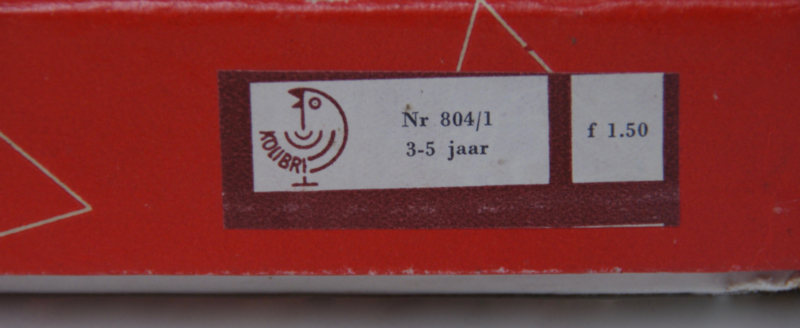 KOLIBRI
Nr 804/1
3-5 jaar
f 1.50